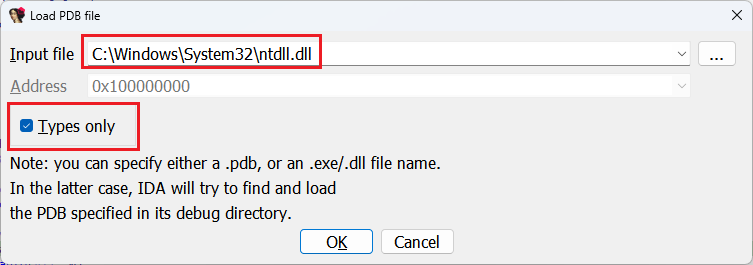 Load PDB file
Input file C:\Windows\System32\ntdll.dll ...
Address 0x100000000
Types only
Note: you can specify either a .pdb, or an .exe/.dll file name.
In the latter case, IDA will try to find and load
the PDB specified in its debug directory.
OK Cancel